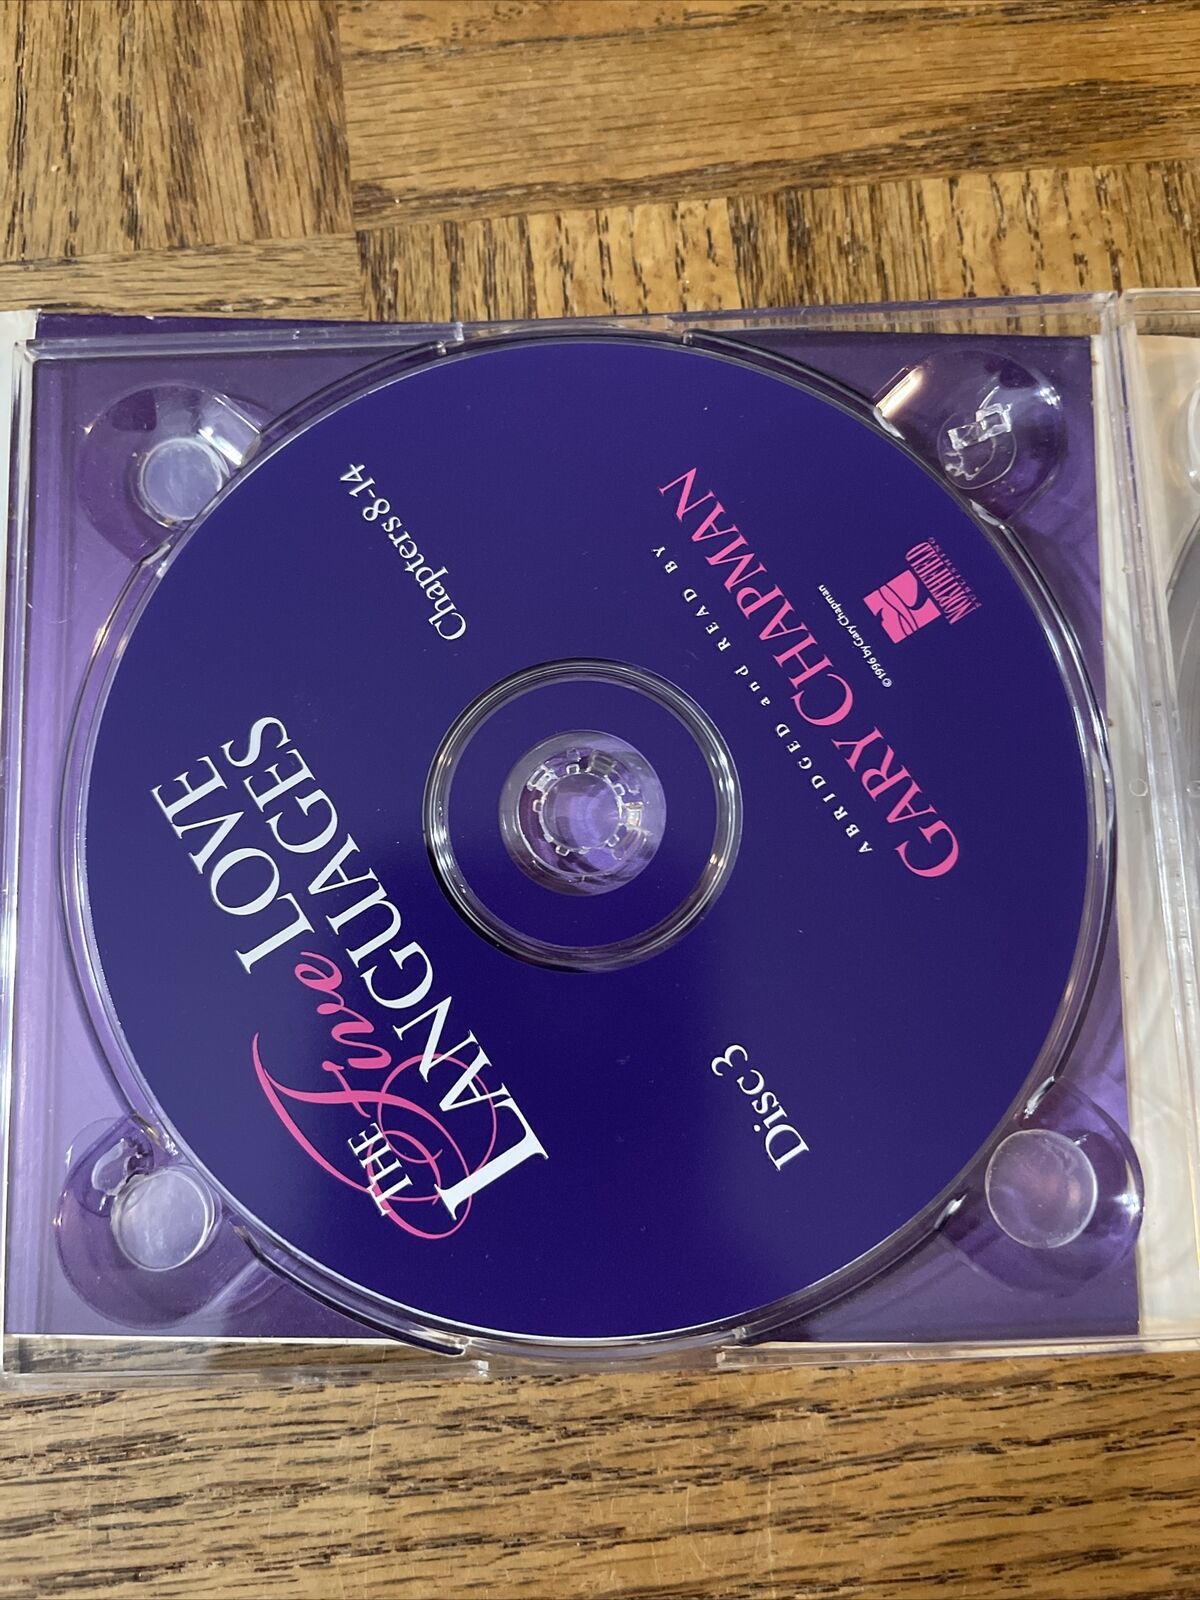 THE Five LOVE
LANGUAGES
Chapters 8-14
Disc 3
ABRIDGED and READ BY
GARY CHAPMAN
©1996 by Gary Chapman
NORTHFIELD
PUBLISHING